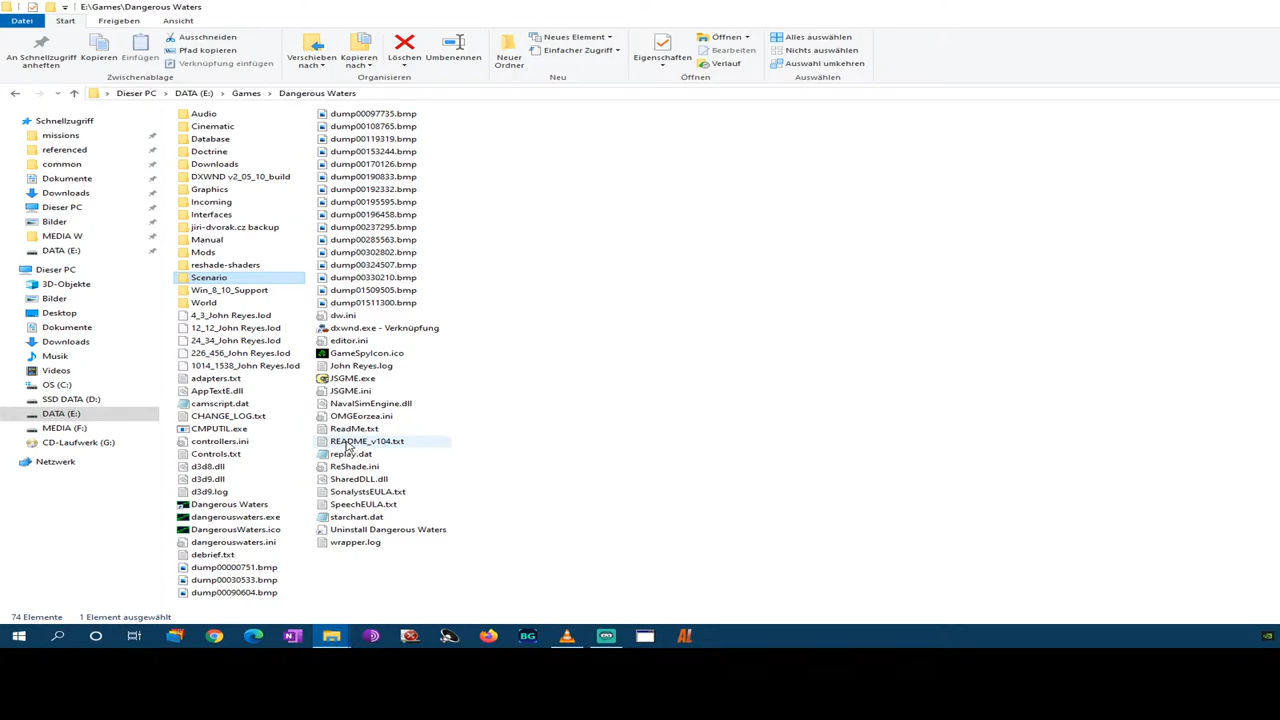 E:\Games\Dangerous Waters
Datei Start Freigeben Ansicht
An Schnellzugriff anheften
Kopieren
Einfügen
Ausschneiden
Pfad kopieren
Verknüpfung einfügen
Zwischenablage
Verschieben nach
Kopieren nach
Löschen
Umbenennen
Organisieren
Neuer Ordner
Neues Element
Einfacher Zugriff
Neu
Eigenschaften
Öffnen
Bearbeiten
Verlauf
Öffnen
Alles auswählen
Nichts auswählen
Auswahl umkehren
Auswählen
Dieser PC > DATA (E:) > Games > Dangerous Waters
Schnellzugriff
missions
referenced
common
Dokumente
Downloads
Dieser PC
Bilder
MEDIA W
DATA (E:)
Dieser PC
3D-Objekte
Bilder
Desktop
Dokumente
Downloads
Musik
Videos
OS (C:)
SSD DATA (D:)
DATA (E:)
MEDIA (F:)
CD-Laufwerk (G:)
Netzwerk
Audio
Cinematic
Database
Doctrine
Downloads
DXWND v2_05_10_build
Graphics
Incoming
Interfaces
jiri-dvorak.cz backup
Manual
Mods
reshade-shaders
Scenario
Win_8_10_Support
World
4_3_John Reyes.lod
12_12_John Reyes.lod
24_34_John Reyes.lod
226_456_John Reyes.lod
1014_1538_John Reyes.lod
adapters.txt
AppTextE.dll
camscript.dat
CHANGE_LOG.txt
CMPUTIL.exe
controllers.ini
Controls.txt
d3d8.dll
d3d9.dll
d3d9.log
Dangerous Waters
dangerouswaters.exe
DangerousWaters.ico
dangerouswaters.ini
debrief.txt
dump00000751.bmp
dump00030533.bmp
dump00090604.bmp
dump00097735.bmp
dump00108765.bmp
dump00119319.bmp
dump00153244.bmp
dump00170126.bmp
dump00190833.bmp
dump00192332.bmp
dump00195595.bmp
dump00196458.bmp
dump00237295.bmp
dump00285563.bmp
dump00302802.bmp
dump00324507.bmp
dump00330210.bmp
dump01509505.bmp
dump01511300.bmp
dw.ini
dxwnd.exe - Verknüpfung
editor.ini
GameSpyIcon.ico
John Reyes.log
JSGME.exe
JSGME.ini
NavalSimEngine.dll
OMGEorzea.ini
ReadMe.txt
README_v104.txt
replay.dat
ReShade.ini
SharedDLL.dll
SonalystsEULA.txt
SpeechEULA.txt
starchart.dat
Uninstall Dangerous Waters
wrapper.log
74 Elemente 1 Element ausgewählt
BG